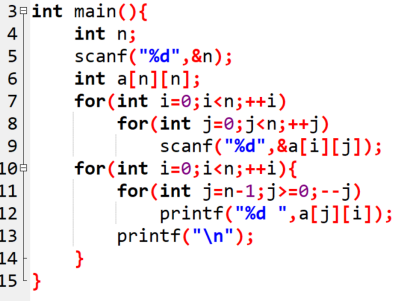 3 int main(){
4     int n;
5     scanf("%d",&n);
6     int a[n][n];
7     for(int i=0;i<n;++i)
8         for(int j=0;j<n;++j)
9             scanf("%d",&a[i][j]);
10     for(int i=0;i<n;++i){
11         for(int j=n-1;j>=0;--j)
12             printf("%d ",a[j][i]);
13         printf("\n");
14     }
15 }